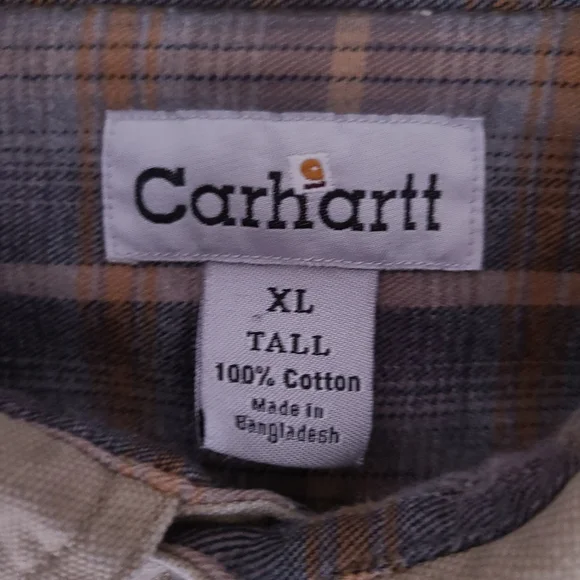 Carhartt
XL
TALL
100% Cotton
Made in
Bangladesh